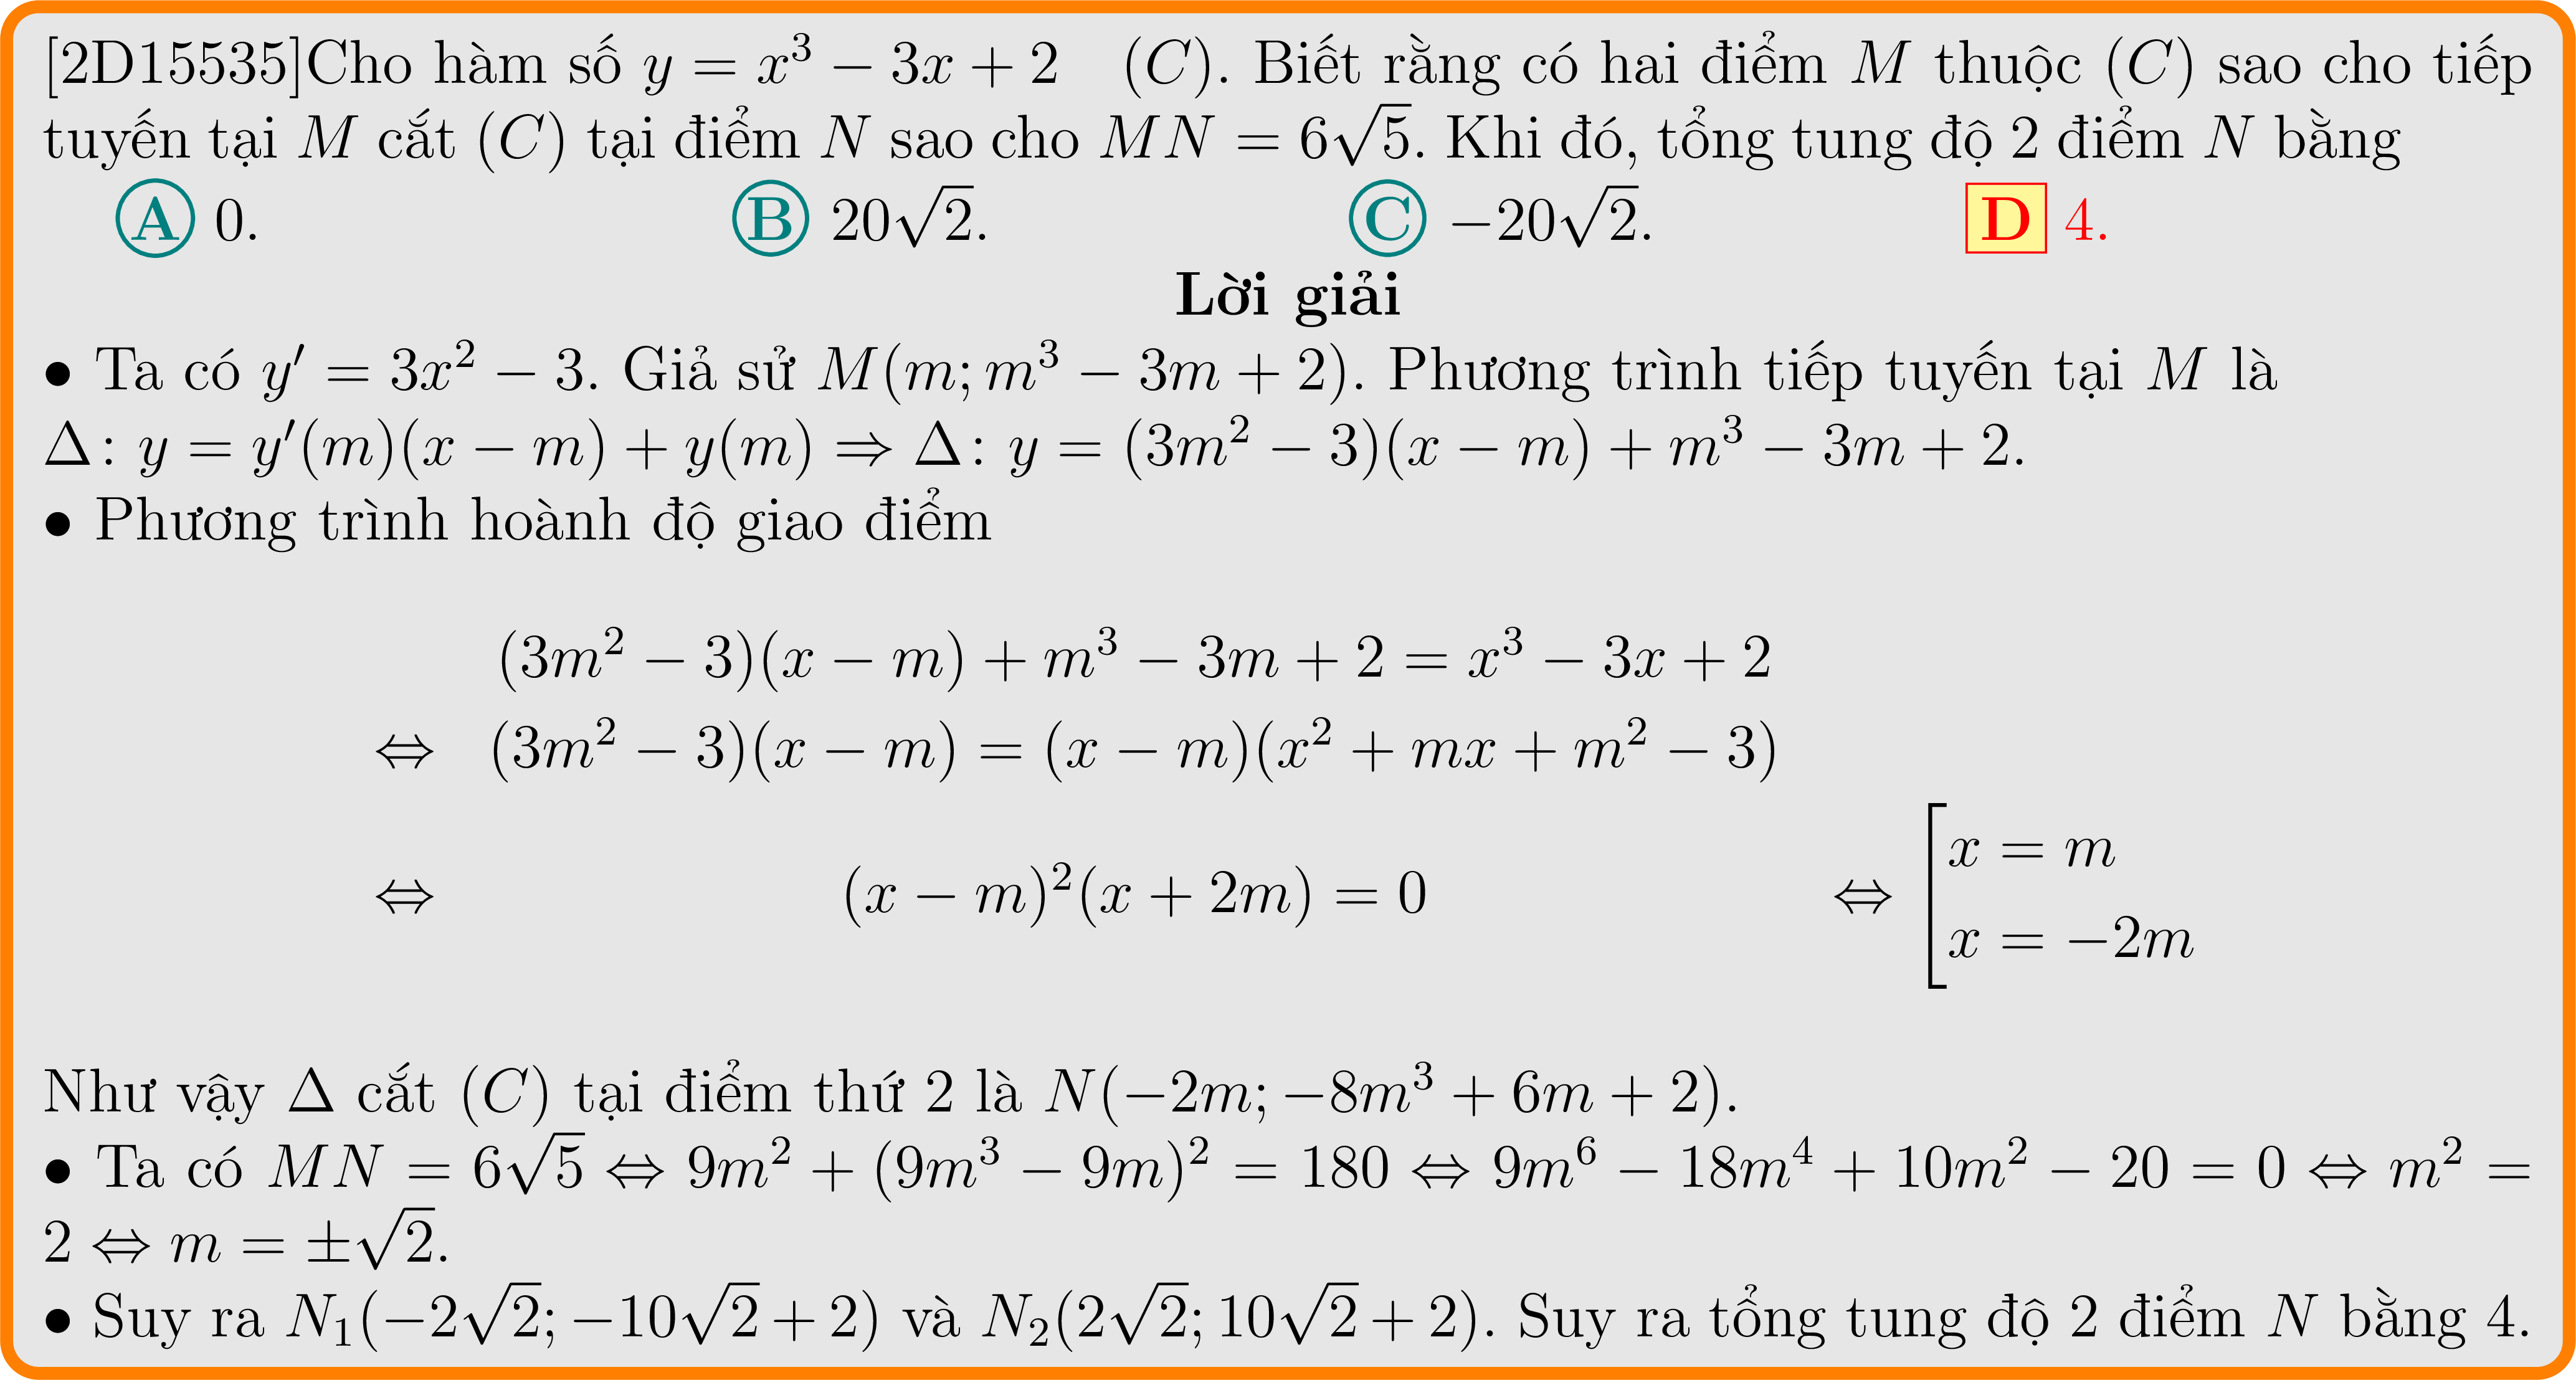 [2D15535]Cho hàm số $y = x^3 - 3x + 2 \quad (C)$. Biết rằng có hai điểm $M$ thuộc $(C)$ sao cho tiếp
tuyến tại $M$ cắt $(C)$ tại điểm $N$ sao cho $MN = 6\sqrt{5}$. Khi đó, tổng tung độ 2 điểm $N$ bằng
A 0. B $20\sqrt{2}$. C $-20\sqrt{2}$. D 4.
Lời giải
• Ta có $y' = 3x^2 - 3$. Giả sử $M(m; m^3 - 3m + 2)$. Phương trình tiếp tuyến tại $M$ là
$\Delta: y = y'(m)(x - m) + y(m) \Rightarrow \Delta: y = (3m^2 - 3)(x - m) + m^3 - 3m + 2.$
• Phương trình hoành độ giao điểm
$(3m^2 - 3)(x - m) + m^3 - 3m + 2 = x^3 - 3x + 2$
$\Leftrightarrow (3m^2 - 3)(x - m) = (x - m)(x^2 + mx + m^2 - 3)$
$\Leftrightarrow (x - m)^2(x + 2m) = 0 \Leftrightarrow \left[\begin{array}{l} x = m \\ x = -2m \end{array}\right.$
Như vậy $\Delta$ cắt $(C)$ tại điểm thứ 2 là $N(-2m; -8m^3 + 6m + 2)$.
• Ta có $MN = 6\sqrt{5} \Leftrightarrow 9m^2 + (9m^3 - 9m)^2 = 180 \Leftrightarrow 9m^6 - 18m^4 + 10m^2 - 20 = 0 \Leftrightarrow m^2 =$
$2 \Leftrightarrow m = \pm\sqrt{2}$.
• Suy ra $N_1(-2\sqrt{2}; -10\sqrt{2} + 2)$ và $N_2(2\sqrt{2}; 10\sqrt{2} + 2)$. Suy ra tổng tung độ 2 điểm $N$ bằng 4.